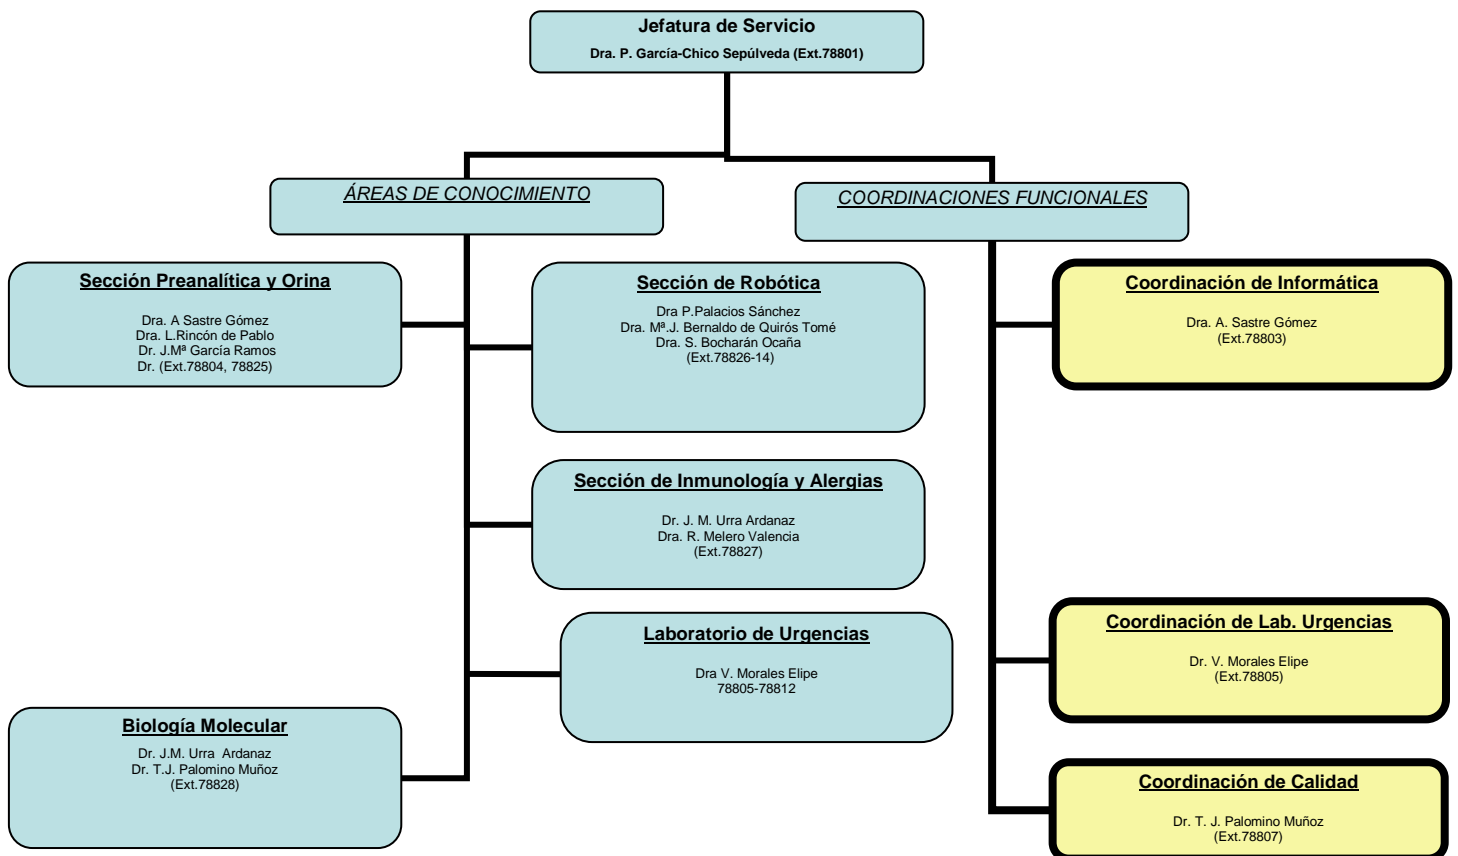 Jefatura de Servicio
Dra. P. García-Chico Sepúlveda (Ext.78801)
ÁREAS DE CONOCIMIENTO
COORDINACIONES FUNCIONALES
Sección Preanalítica y Orina
Dra. A Sastre Gómez
Dra. L.Rincón de Pablo
Dr. J.Mª García Ramos
Dr. (Ext.78804, 78825)
Sección de Robótica
Dra P.Palacios Sánchez
Dra. Mª.J. Bernaldo de Quirós Tomé
Dra. S. Bocharán Ocaña
(Ext.78826-14)
Coordinación de Informática
Dra. A. Sastre Gómez
(Ext.78803)
Sección de Inmunología y Alergias
Dr. J. M. Urra Ardanaz
Dra. R. Melero Valencia
(Ext.78827)
Laboratorio de Urgencias
Dra V. Morales Elipe
78805-78812
Coordinación de Lab. Urgencias
Dr. V. Morales Elipe
(Ext.78805)
Biología Molecular
Dr. J.M. Urra  Ardanaz
Dr. T.J. Palomino Muñoz
(Ext.78828)
Coordinación de Calidad
Dr. T. J. Palomino Muñoz
(Ext.78807)